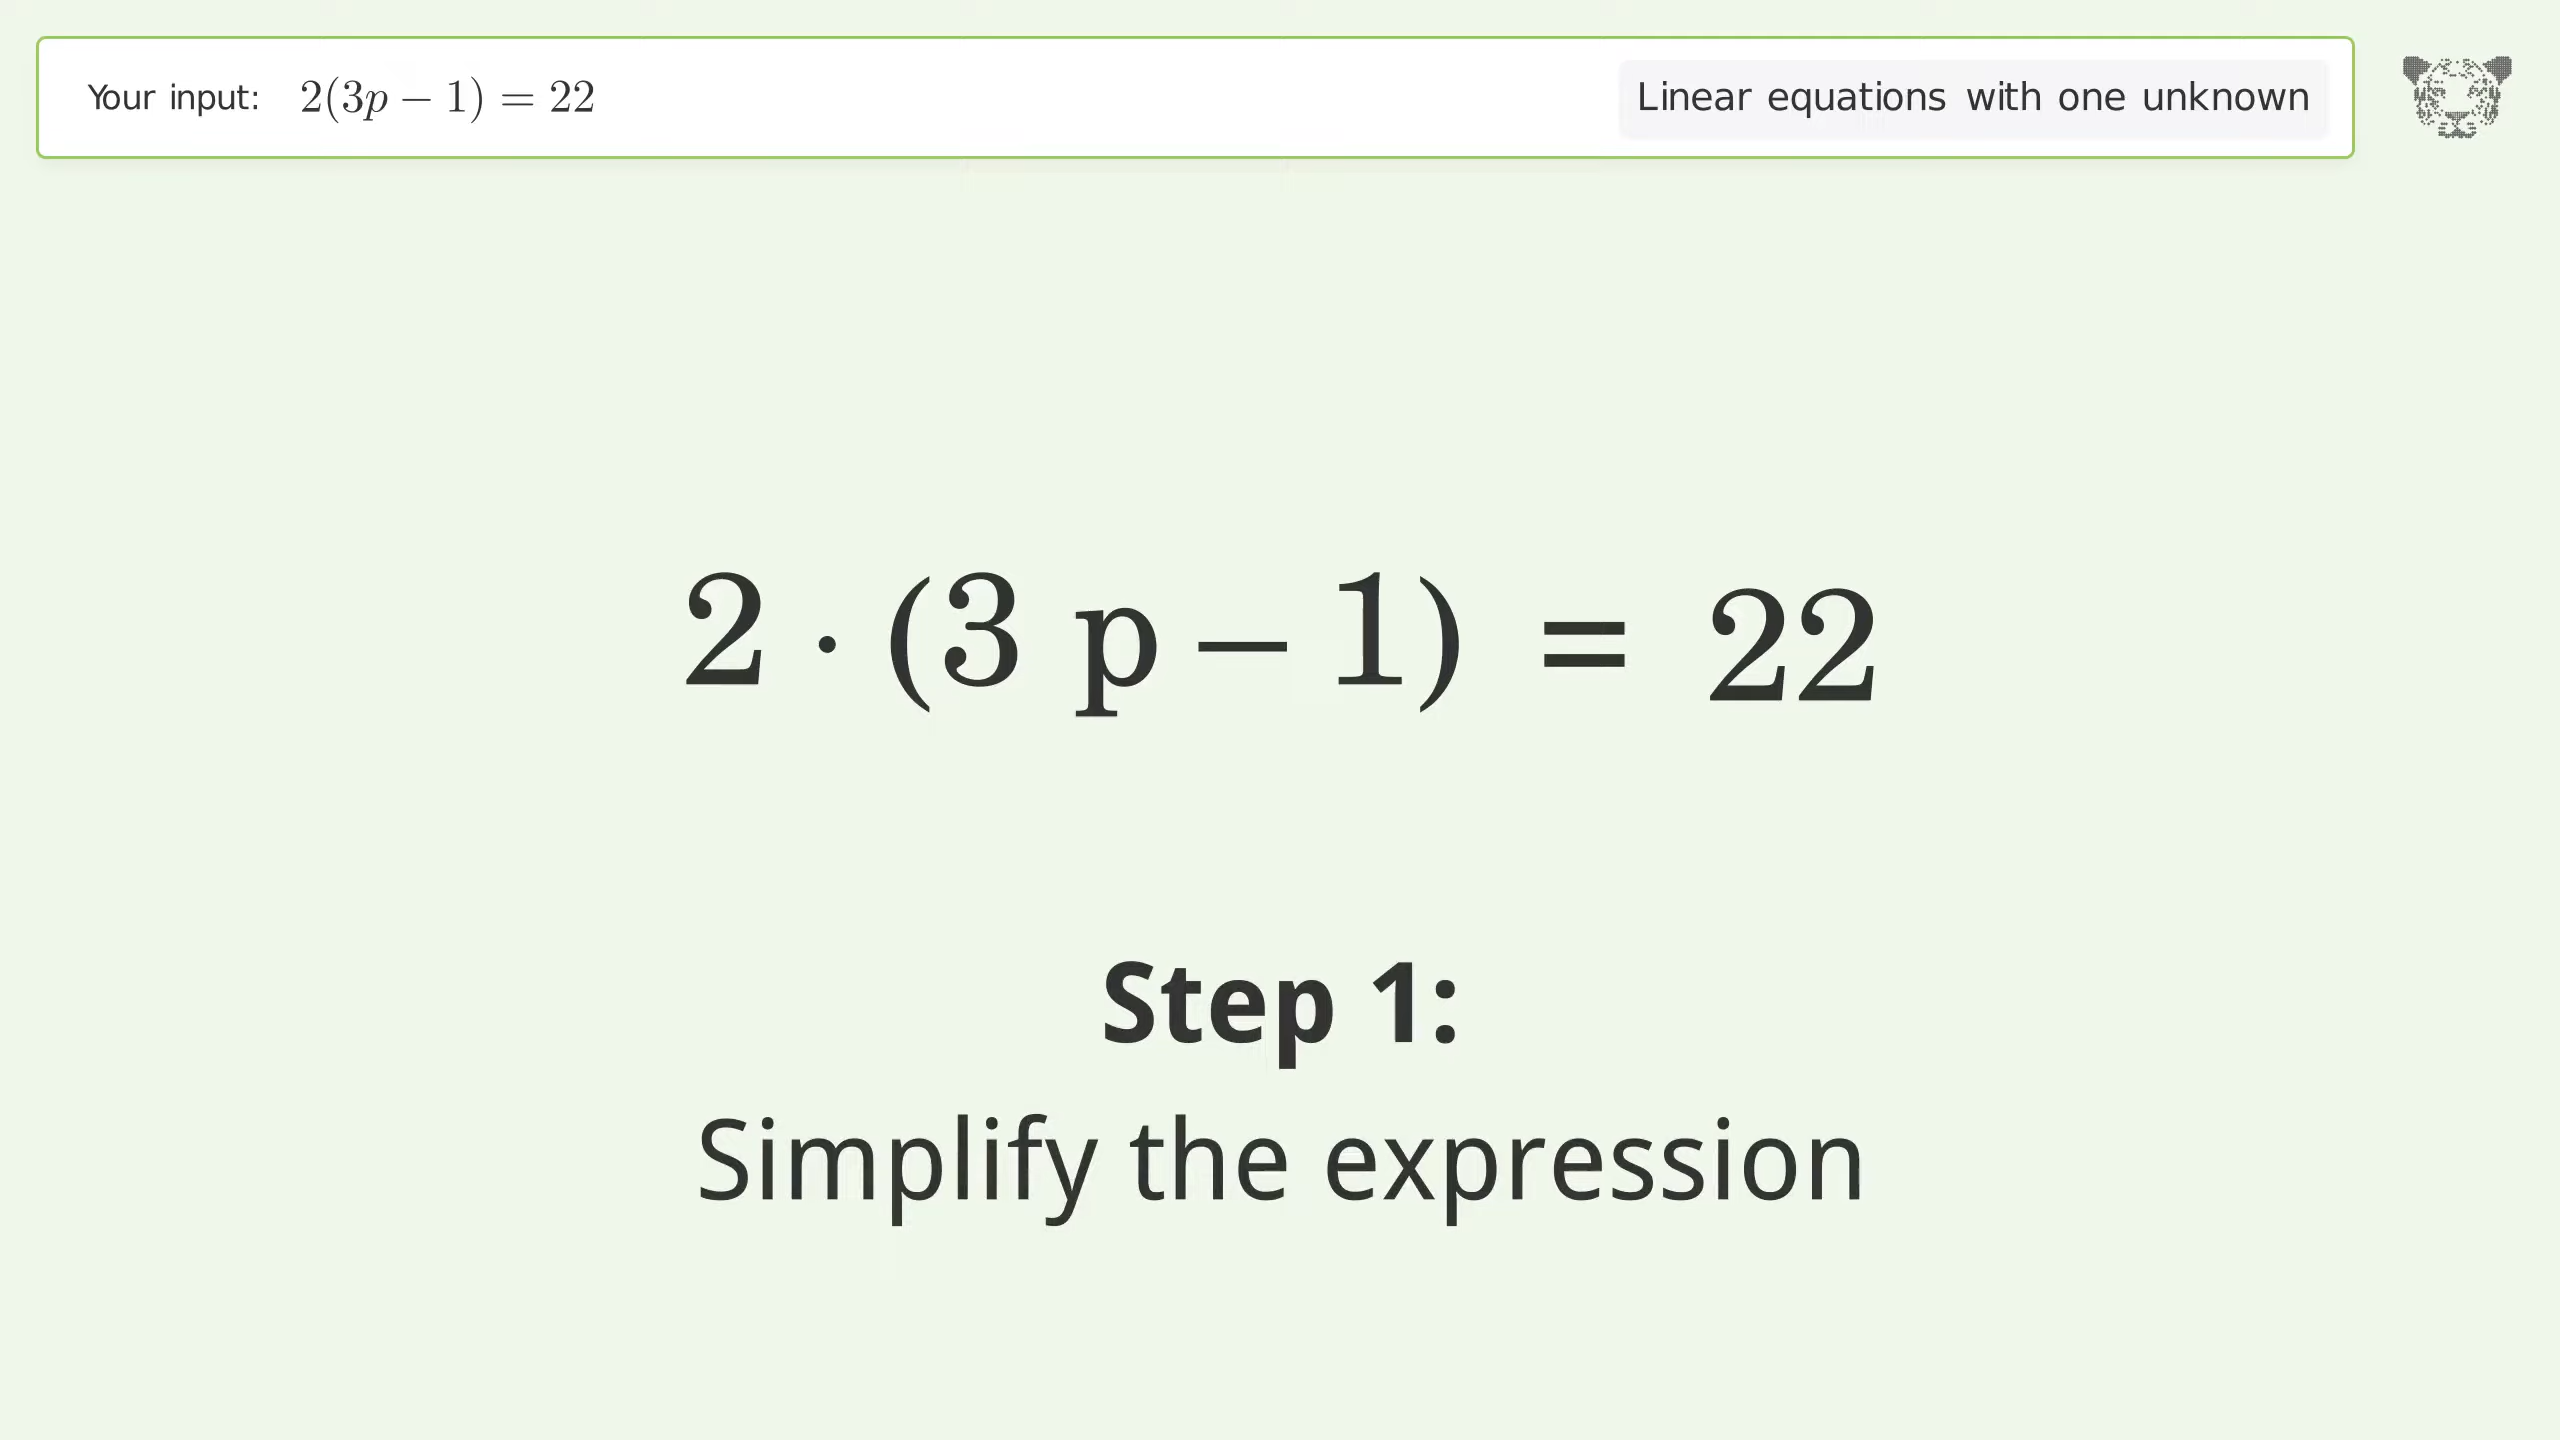 Your input: 2(3p − 1) = 22 Linear equations with one unknown
2 · (3 p − 1) = 22
Step 1:
Simplify the expression